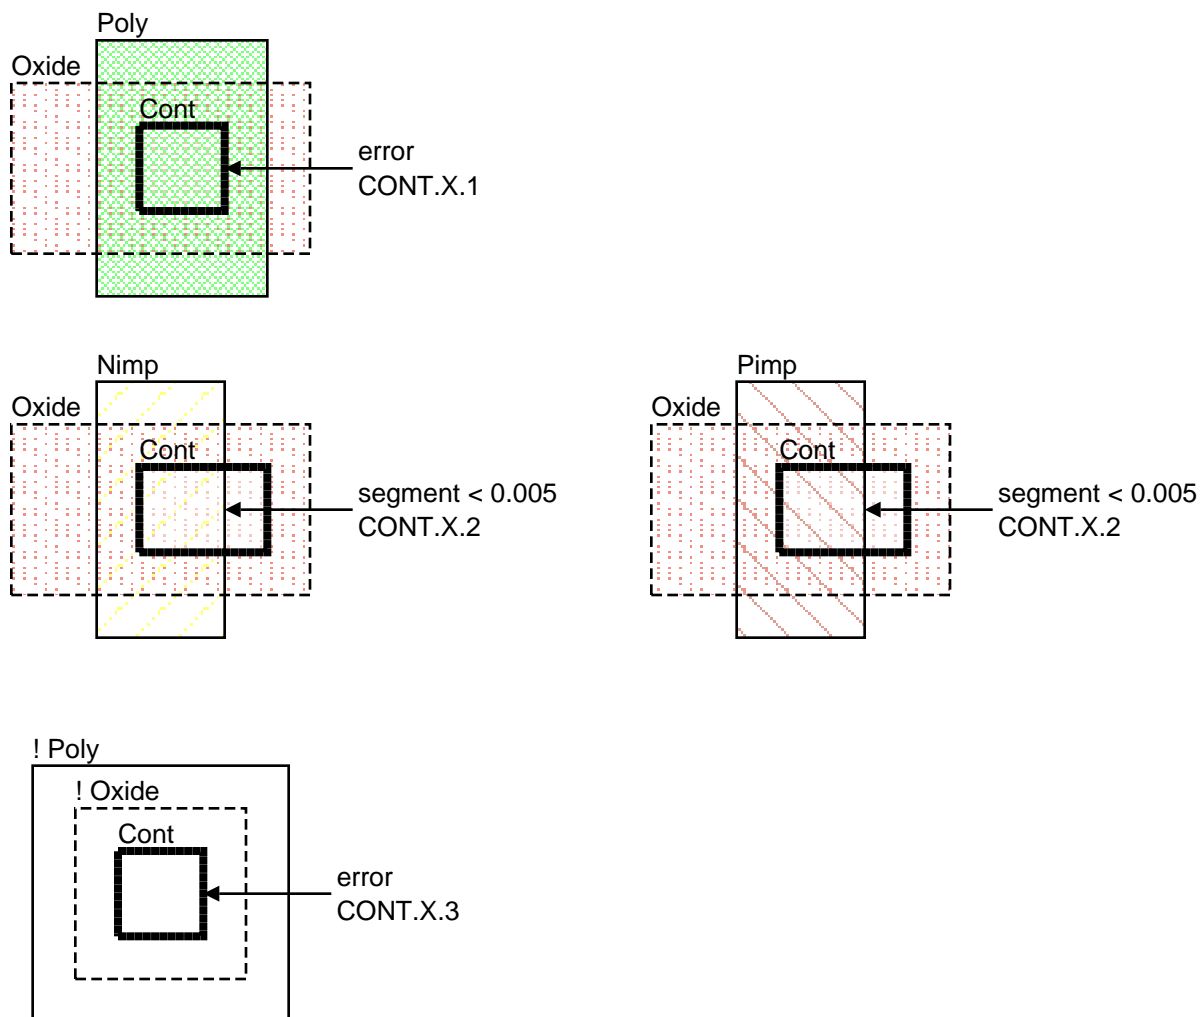 Poly
Oxide
Cont
error
CONT.X.1
Nimp
Oxide
Cont
segment < 0.005
CONT.X.2
Pimp
Oxide
Cont
segment < 0.005
CONT.X.2
! Poly
! Oxide
Cont
error
CONT.X.3